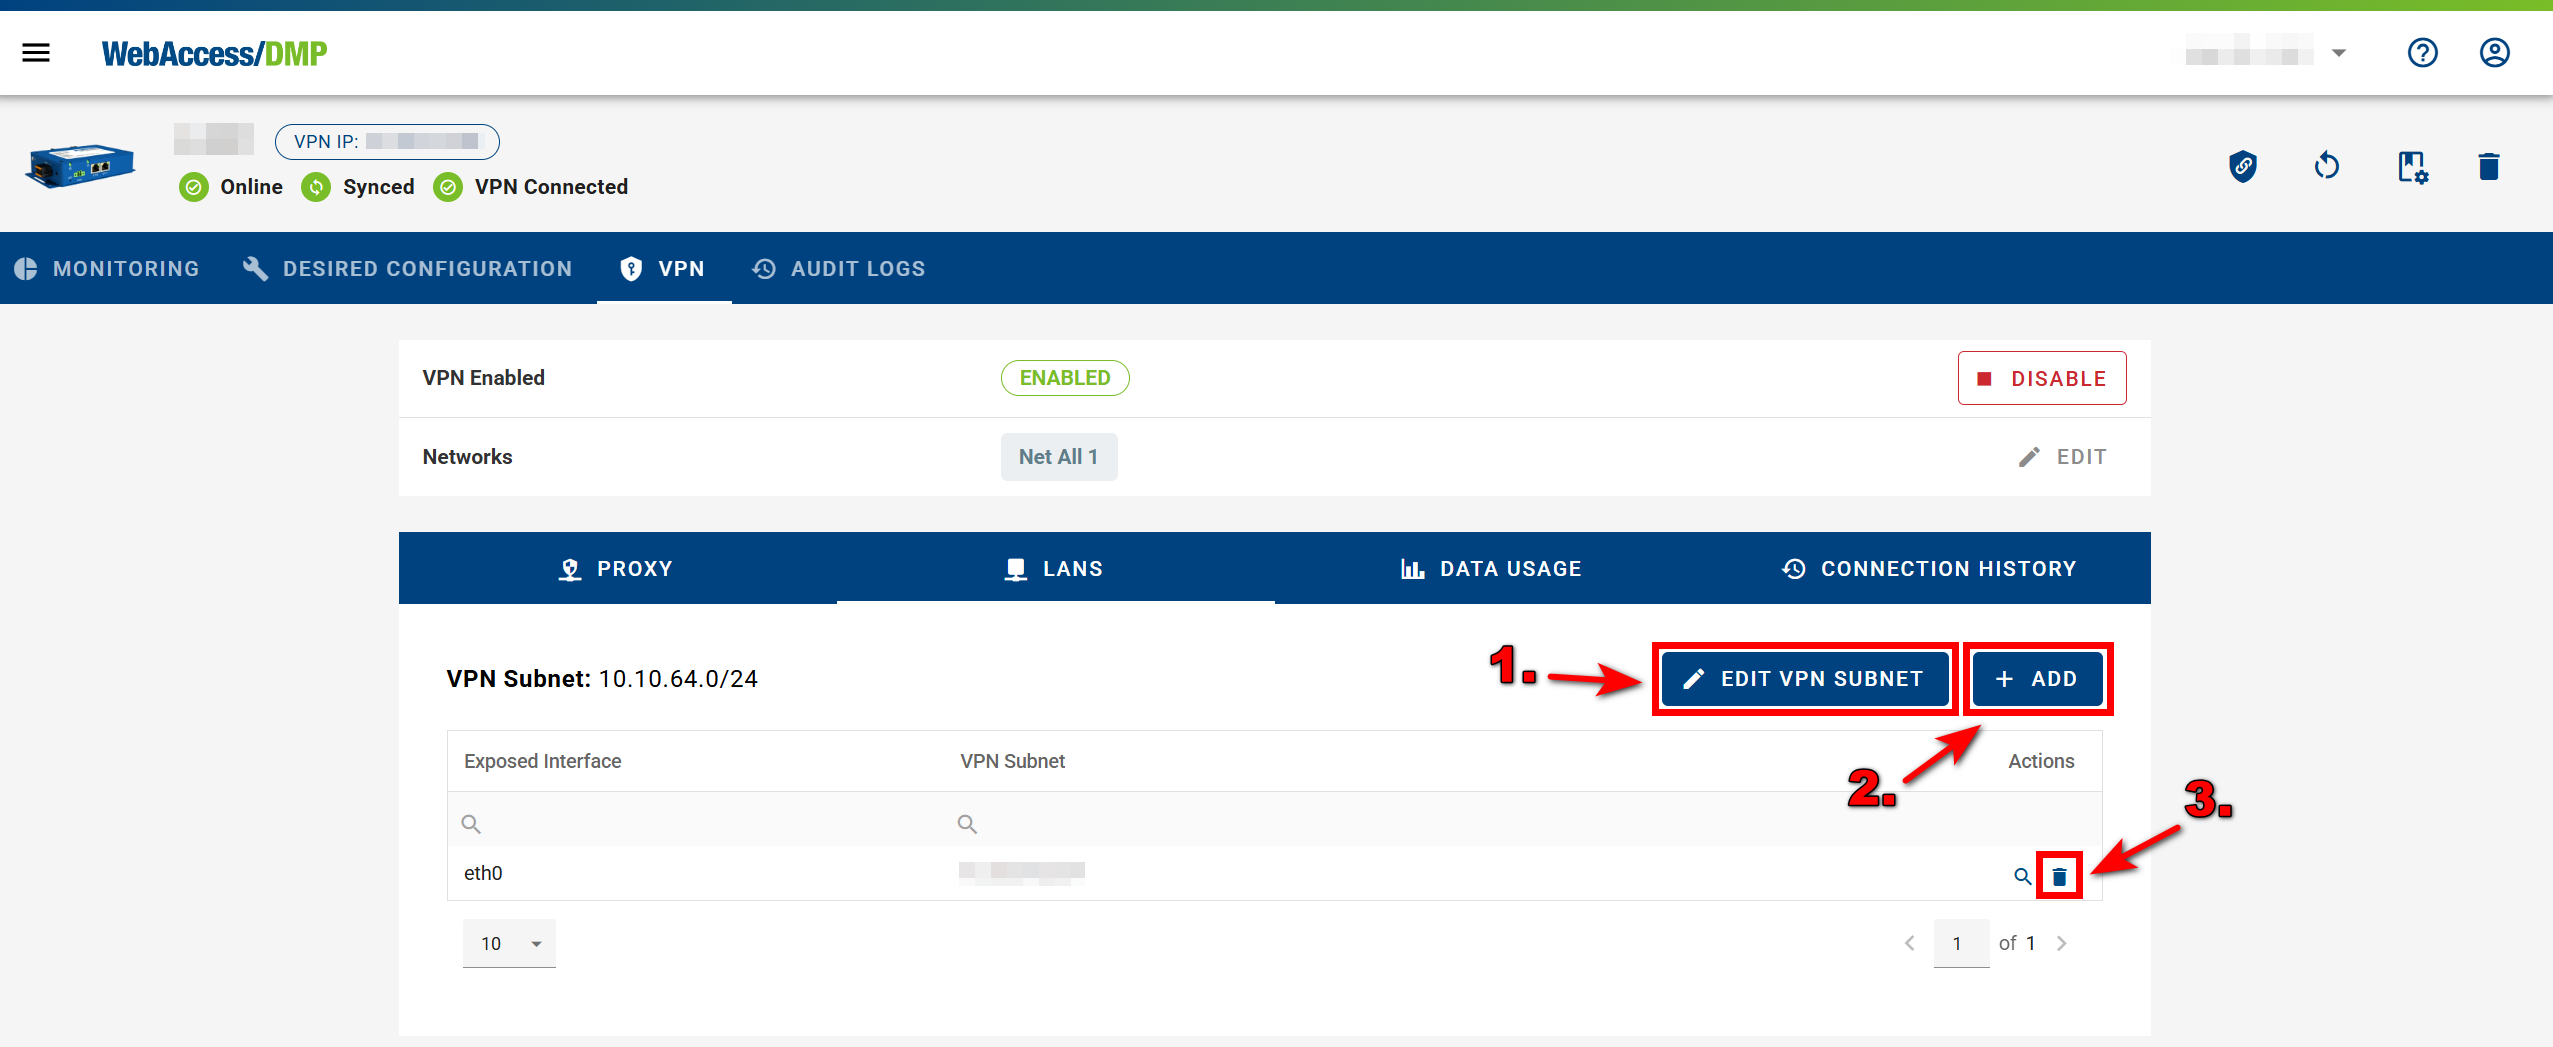 WebAccess/DMP
VPN IP:
Online Synced VPN Connected
MONITORING DESIRED CONFIGURATION VPN AUDIT LOGS
VPN Enabled ENABLED DISABLE
Networks Net All 1 EDIT
PROXY LANS DATA USAGE CONNECTION HISTORY
VPN Subnet: 10.10.64.0/24 1. EDIT VPN SUBNET + ADD
Exposed Interface VPN Subnet Actions
2.
3.
eth0
10 1 of 1